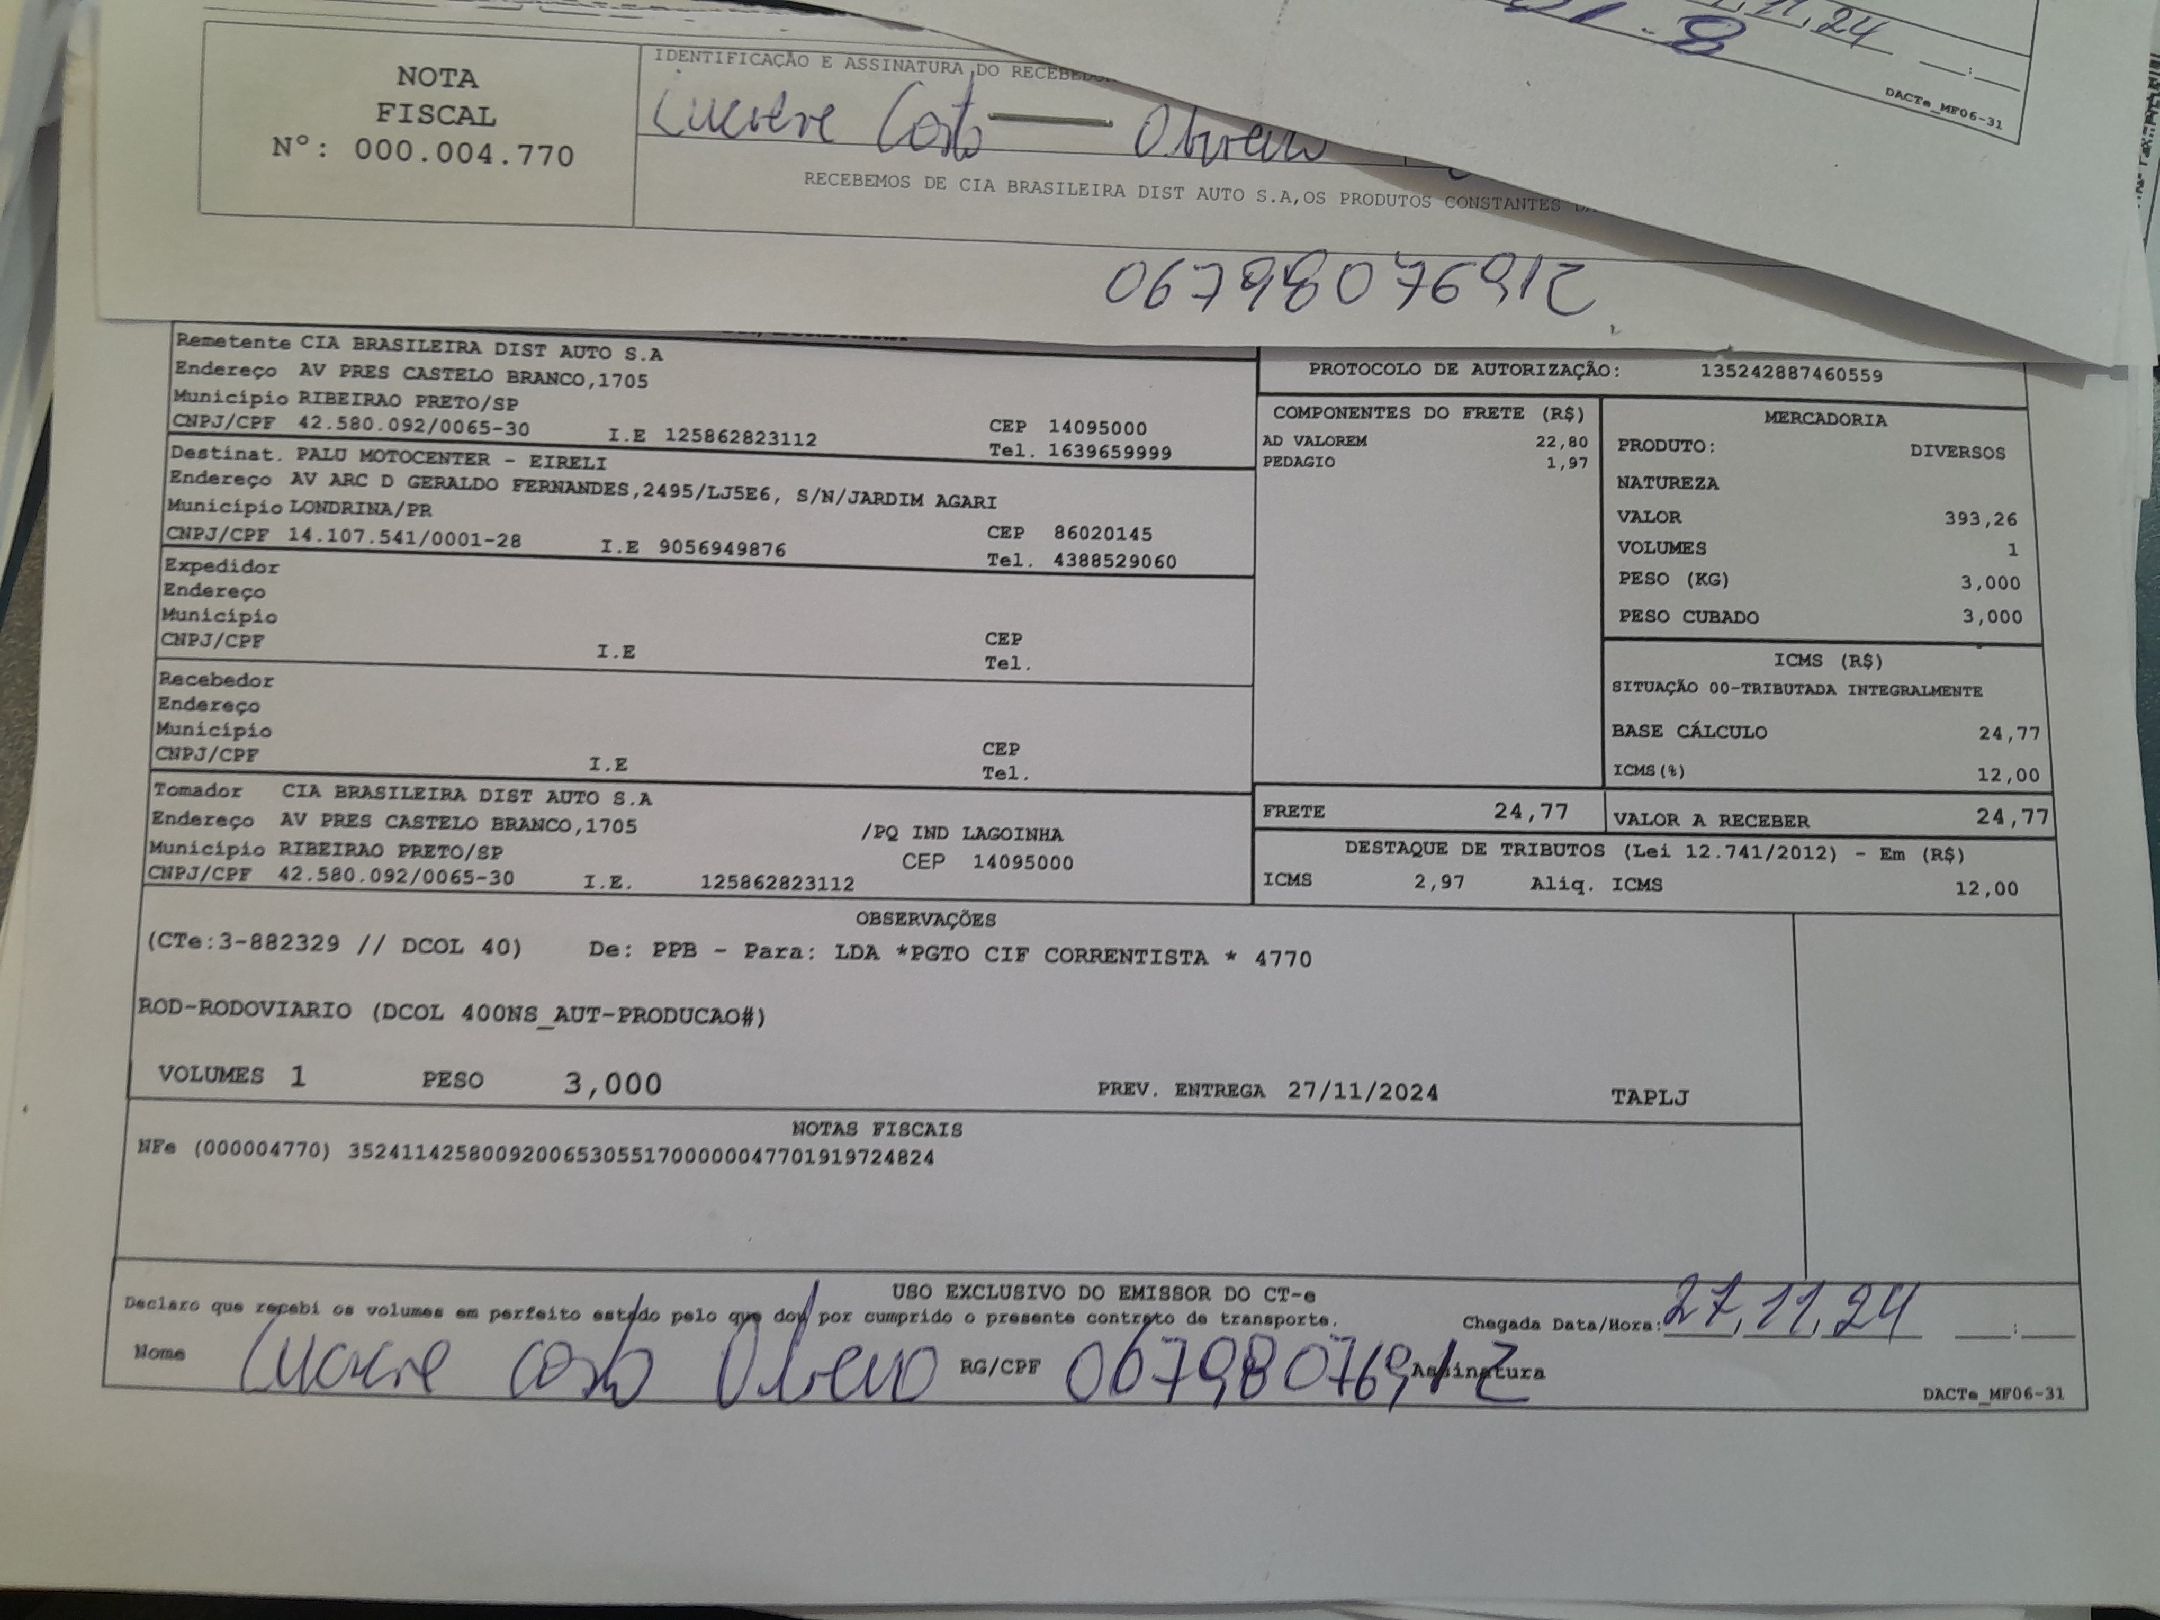 11, 24
DACTe_MF06-31
NOTA
FISCAL
Nº: 000.004.770
IDENTIFICAÇÃO E ASSINATURA DO
Costa
RECEBEMOS DE CIA BRASILEIRA DIST AUTO S.A,OS PRODUTOS CONSTANTES
Remetente CIA BRASILEIRA DIST AUTO S.A
Endereço AV PRES CASTELO BRANCO,1705
Município RIBEIRAO PRETO/SP
CNPJ/CPF 42.580.092/0065-30 I.E 125862823112 CEP 14095000
Tel. 1639659999
Destinat. PALU MOTOCENTER - EIRELI
Endereço AV ARC D GERALDO FERNANDES,2495/LJ5E6, S/N/JARDIM AGARI
Município LONDRINA/PR
CNPJ/CPF 14.107.541/0001-28 I.E 9056949876 CEP 86020145
Tel. 4388529060
Expedidor
Endereço
Município
CNPJ/CPF I.E CEP
Tel.
Recebedor
Endereço
Município
CNPJ/CPF I.E CEP
Tel.
Tomador CIA BRASILEIRA DIST AUTO S.A
Endereço AV PRES CASTELO BRANCO,1705 /PQ IND LAGOINHA
Município RIBEIRAO PRETO/SP CEP 14095000
CNPJ/CPF 42.580.092/0065-30 I.E. 125862823112
PROTOCOLO DE AUTORIZAÇÃO: 135242887460559
COMPONENTES DO FRETE (R$)
AD VALOREM 22,80
PEDAGIO 1,97
MERCADORIA
PRODUTO: DIVERSOS
NATUREZA
VALOR 393,26
VOLUMES 1
PESO (KG) 3,000
PESO CUBADO 3,000
ICMS (R$)
SITUAÇÃO 00-TRIBUTADA INTEGRALMENTE
BASE CÁLCULO 24,77
ICMS(%) 12,00
FRETE 24,77 VALOR A RECEBER 24,77
DESTAQUE DE TRIBUTOS (Lei 12.741/2012) - Em (R$)
ICMS 2,97 Aliq. ICMS 12,00
OBSERVAÇÕES
(CTe:3-882329 // DCOL 40) De: PPB - Para: LDA *PGTO CIF CORRENTISTA * 4770
ROD-RODOVIARIO (DCOL 400NS_AUT-PRODUCAO#)
VOLUMES 1 PESO 3,000 PREV. ENTREGA 27/11/2024 TAPLJ
NOTAS FISCAIS
NFe (000004770) 35241142580092006530551700000047701919724824
USO EXCLUSIVO DO EMISSOR DO CT-e
Declaro que recebi os volumes em perfeito estado pelo que dou por cumprido o presente contrato de transporte. Chegada Data/Hora: 27,11,24 :
Nome Costa RG/CPF 06798076912 Assinatura
DACTe_MF06-31